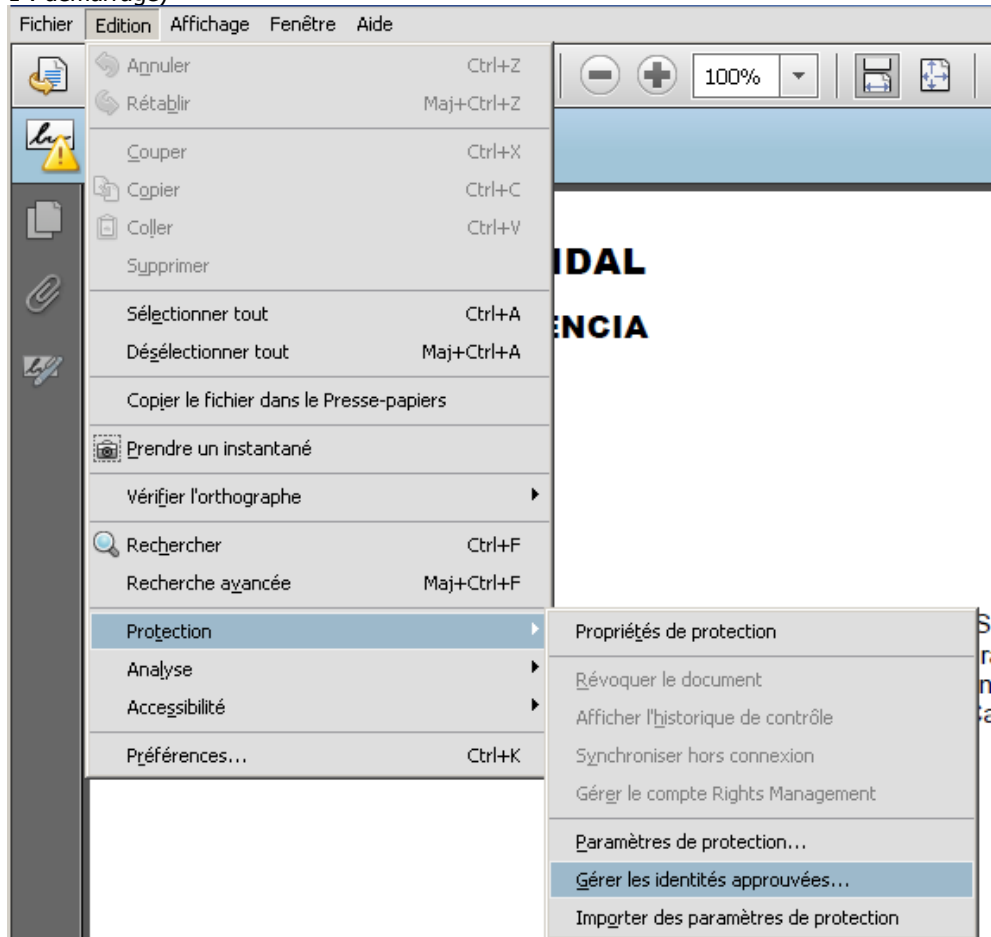 Fichier Edition Affichage Fenêtre Aide
Annuler Ctrl+Z
100%
Rétablir Maj+Ctrl+Z
Couper Ctrl+X
Copier Ctrl+C
Coller Ctrl+V
Supprimer
IDAL
Sélectionner tout Ctrl+A
ENCIA
Désélectionner tout Maj+Ctrl+A
Copier le fichier dans le Presse-papiers
Prendre un instantané
Vérifier l'orthographe
Rechercher Ctrl+F
Recherche avancée Maj+Ctrl+F
Protection
Analyse
Accessibilité
Préférences... Ctrl+K
Propriétés de protection
Révoquer le document
Afficher l'historique de contrôle
Synchroniser hors connexion
Gérer le compte Rights Management
Paramètres de protection...
Gérer les identités approuvées...
Importer des paramètres de protection